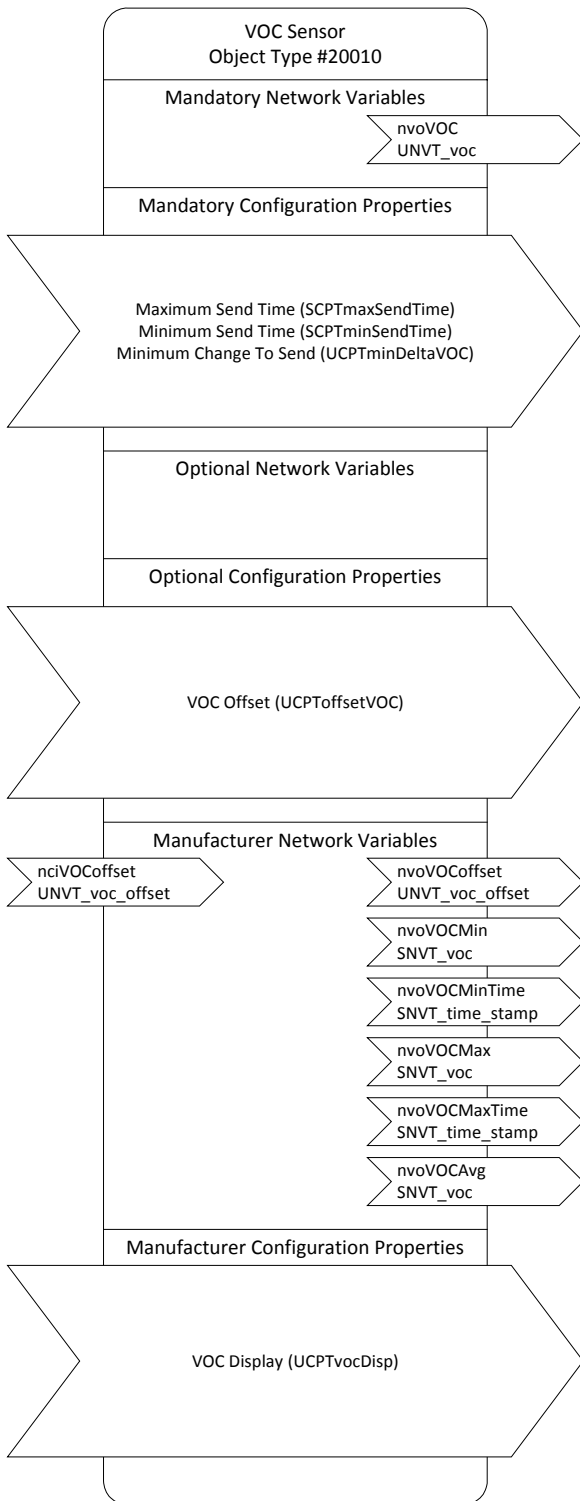 VOC Sensor
Object Type #20010
Mandatory Network Variables
nvoVOC
UNVT_voc
Mandatory Configuration Properties
Maximum Send Time (SCPTmaxSendTime)
Minimum Send Time (SCPTminSendTime)
Minimum Change To Send (UCPTminDeltaVOC)
Optional Network Variables
Optional Configuration Properties
VOC Offset (UCPToffsetVOC)
Manufacturer Network Variables
nciVOCoffset
UNVT_voc_offset
nvoVOCoffset
UNVT_voc_offset
nvoVOCMin
SNVT_voc
nvoVOCMinTime
SNVT_time_stamp
nvoVOCMax
SNVT_voc
nvoVOCMaxTime
SNVT_time_stamp
nvoVOCAvg
SNVT_voc
Manufacturer Configuration Properties
VOC Display (UCPTvocDisp)